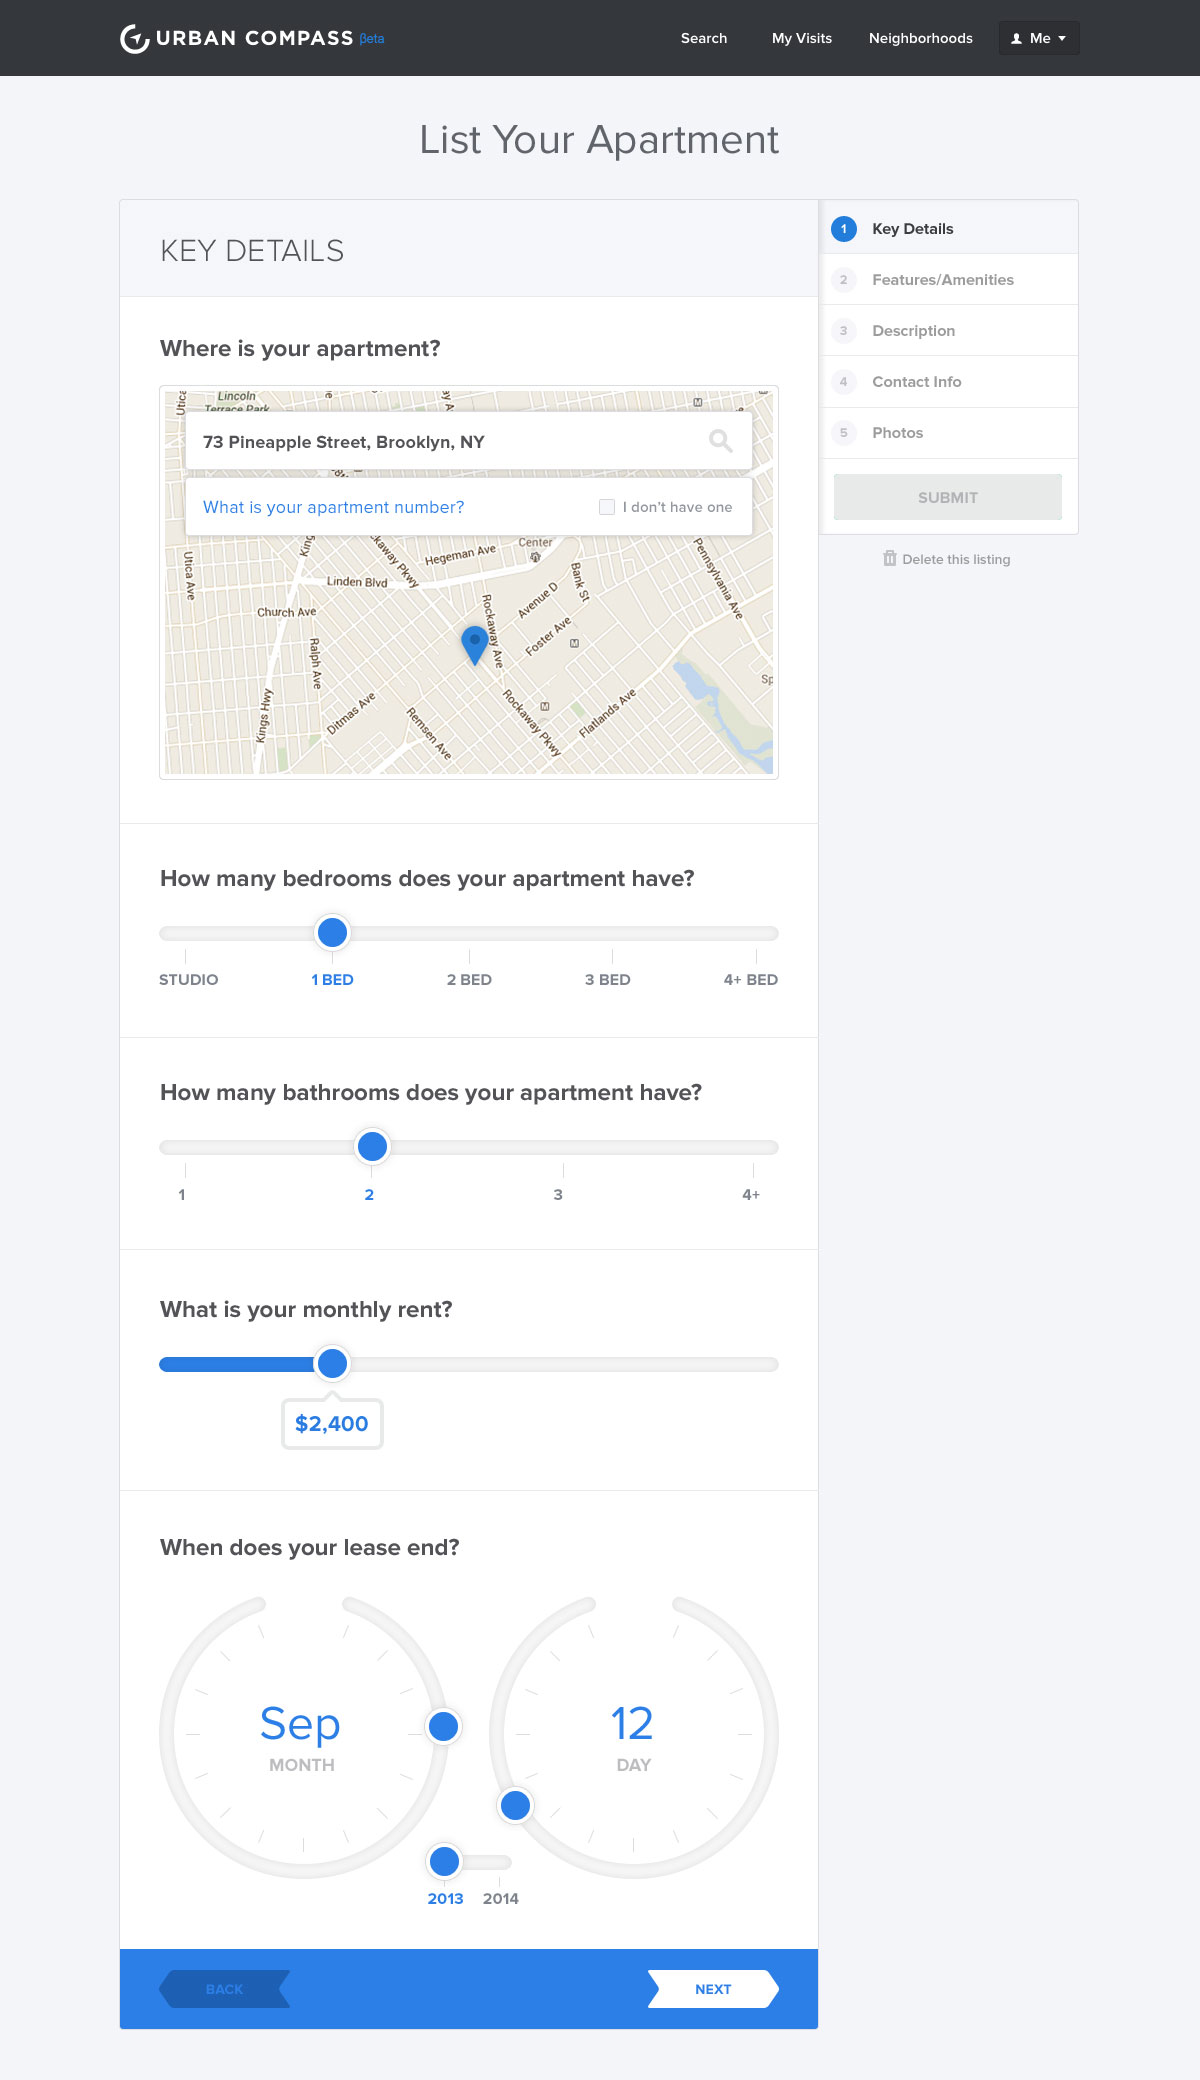 URBAN COMPASS βeta
Search
My Visits
Neighborhoods
Me
List Your Apartment
KEY DETAILS
1 Key Details
2 Features/Amenities
3 Description
4 Contact Info
5 Photos
SUBMIT
Delete this listing
Where is your apartment?
Lincoln
Terrace Park
Utica
73 Pineapple Street, Brooklyn, NY
What is your apartment number?
I don't have one
Center
Hegeman Ave
Linden Blvd
Church Ave
Utica Ave
Kings
ckaway Pkwy
Pennsylvania Ave
Bank St
Avenue D
Foster Ave
Rockaway Ave
Ralph Ave
Kings Hwy
Ditmas Ave
Remsen Ave
Rockaway Pkwy
Flatlands Ave
Sp
How many bedrooms does your apartment have?
STUDIO
1 BED
2 BED
3 BED
4+ BED
How many bathrooms does your apartment have?
1
2
3
4+
What is your monthly rent?
$2,400
When does your lease end?
Sep
MONTH
12
DAY
2013
2014
BACK
NEXT